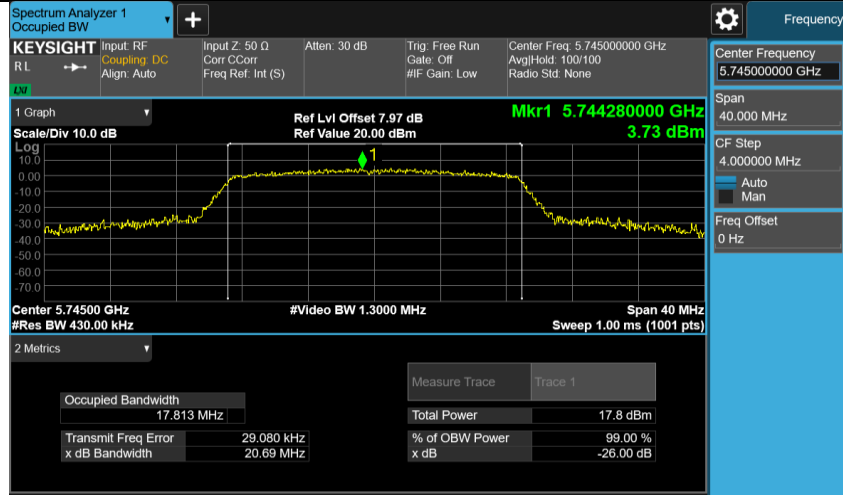 Spectrum Analyzer 1
Occupied BW
+
Frequency
KEYSIGHT
RL
LXI
Input: RF
Coupling: DC
Align: Auto
Input Z: 50 Ω
Corr CCorr
Freq Ref: Int (S)
Atten: 30 dB
Trig: Free Run
Gate: Off
#IF Gain: Low
Center Freq: 5.745000000 GHz
Avg|Hold: 100/100
Radio Std: None
Center Frequency
5.745000000 GHz
Span
40.000 MHz
CF Step
4.000000 MHz
Auto
Man
Freq Offset
0 Hz
1 Graph
Scale/Div 10.0 dB
Ref Lvl Offset 7.97 dB
Ref Value 20.00 dBm
Mkr1 5.744280000 GHz
3.73 dBm
Log
1
10.0
0.00
-10.0
-20.0
-30.0
-40.0
-50.0
-60.0
-70.0
Center 5.74500 GHz
#Res BW 430.00 kHz
#Video BW 1.3000 MHz
Span 40 MHz
Sweep 1.00 ms (1001 pts)
2 Metrics
Measure Trace Trace 1
Occupied Bandwidth
17.813 MHz
Total Power 17.8 dBm
Transmit Freq Error 29.080 kHz
x dB Bandwidth 20.69 MHz
% of OBW Power 99.00 %
x dB -26.00 dB